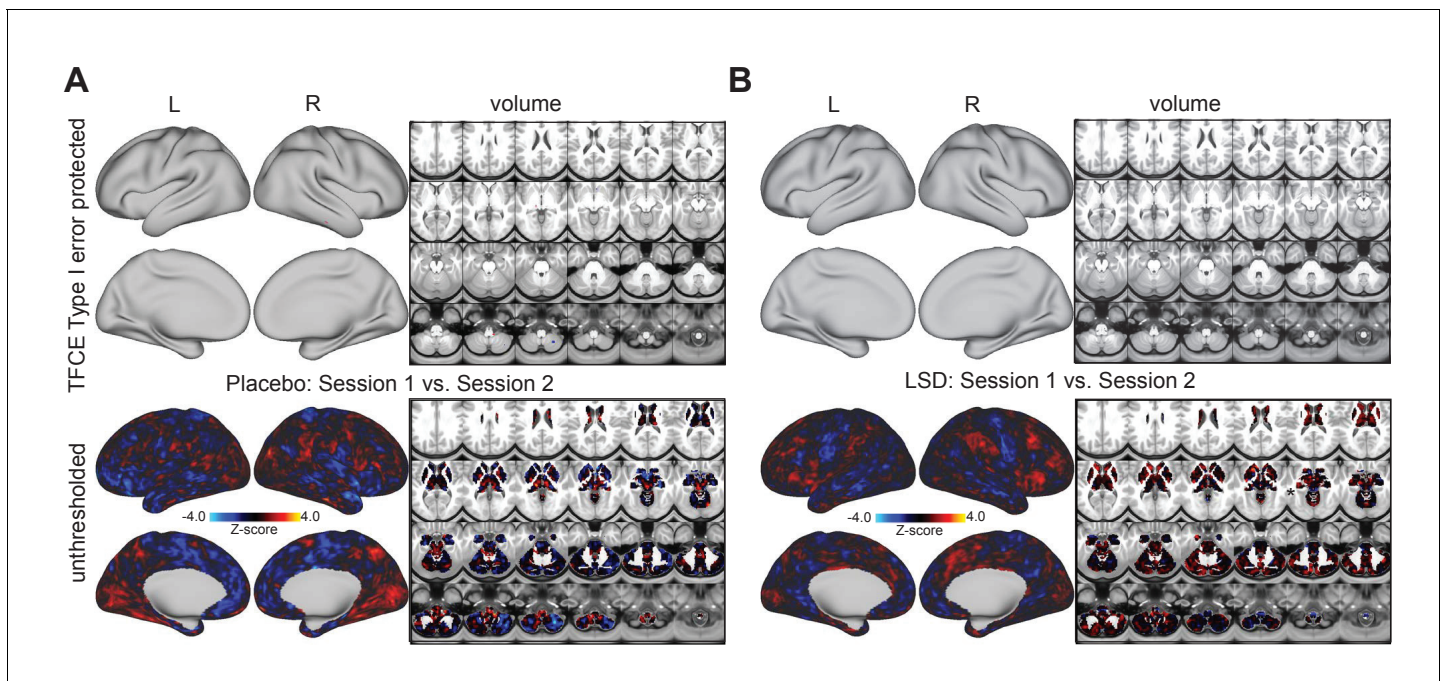 A
B
L R volume
L R volume
TFCE Type I error protected
Placebo: Session 1 vs. Session 2
LSD: Session 1 vs. Session 2
unthresholded
-4.0 4.0
Z-score
-4.0 4.0
Z-score
*